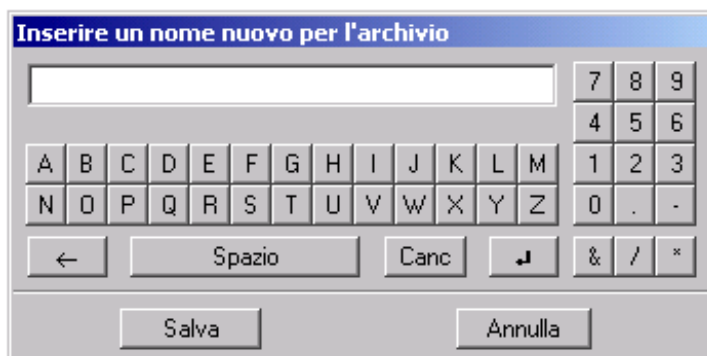 Inserire un nome nuovo per l'archivio
7 8 9
4 5 6
A B C D E F G H I J K L M 1 2 3
N O P Q R S T U V W X Y Z 0 . -
← Spazio Canc ↵ & / *
Salva Annulla